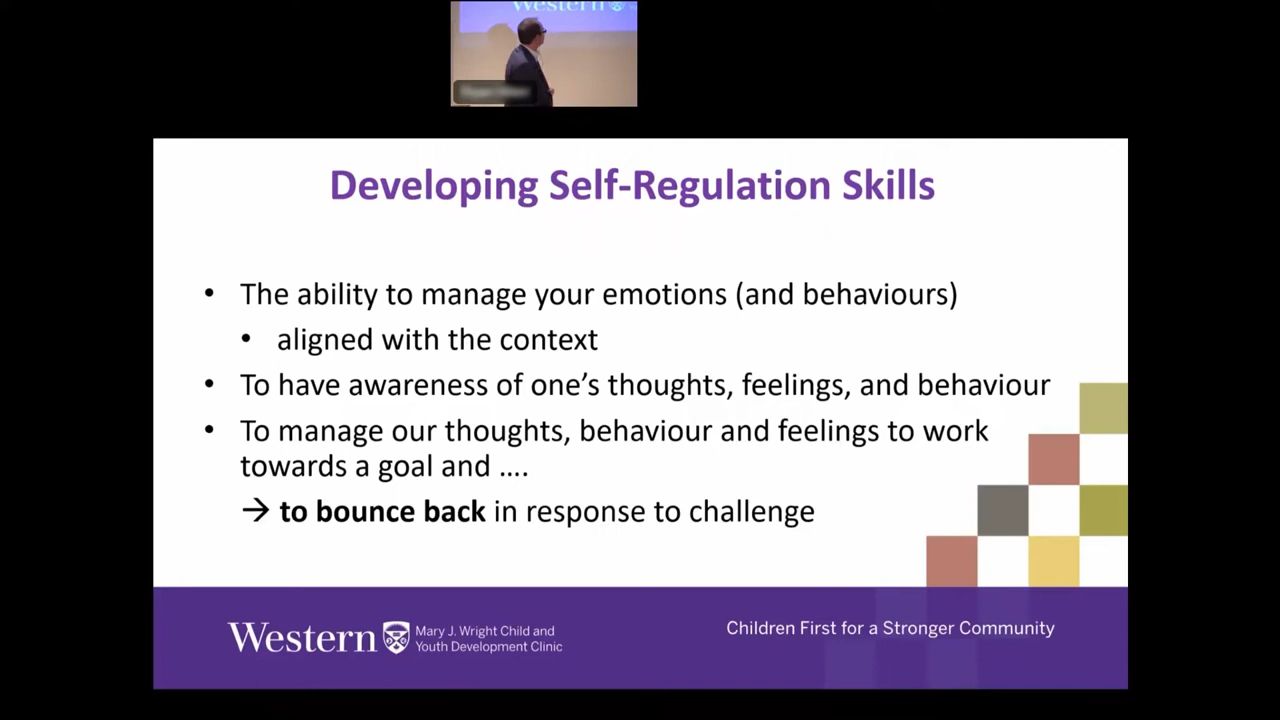 Western
Developing Self-Regulation Skills
• The ability to manage your emotions (and behaviours)
• aligned with the context
• To have awareness of one’s thoughts, feelings, and behaviour
• To manage our thoughts, behaviour and feelings to work
towards a goal and ….
→ to bounce back in response to challenge
Western
Mary J. Wright Child and
Youth Development Clinic
Children First for a Stronger Community